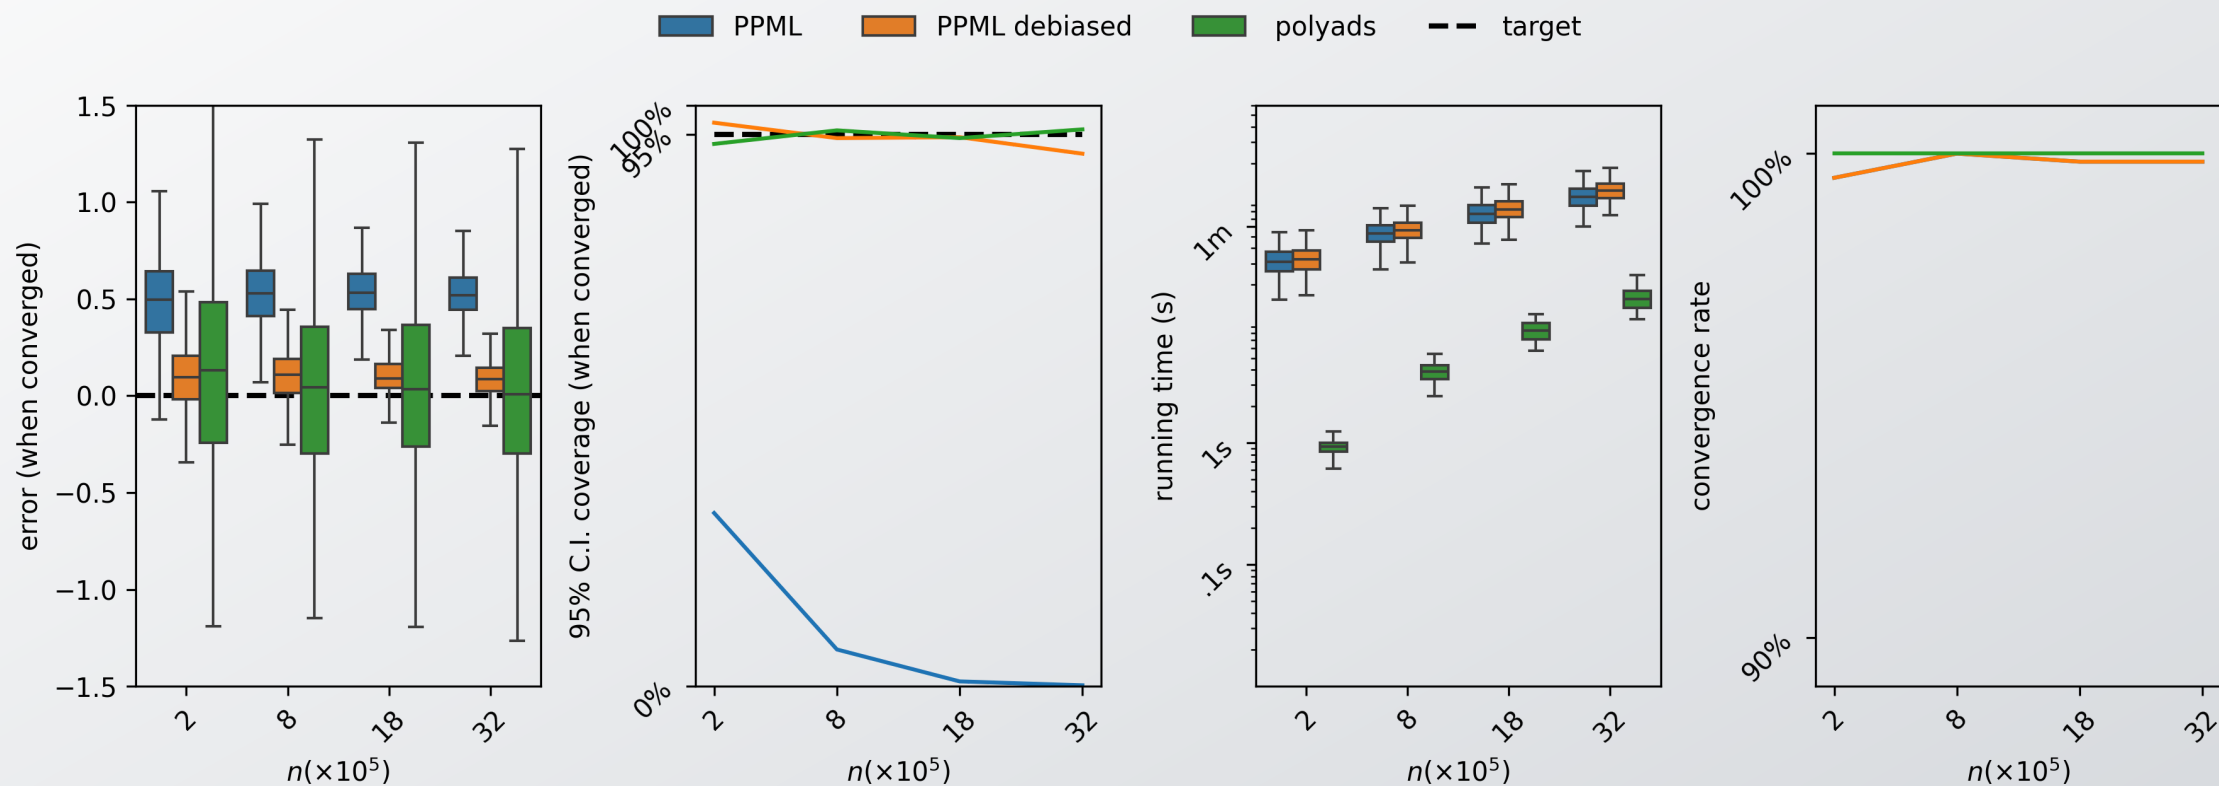 PPML PPML debiased polyads target
error (when converged)
1.5
1.0
0.5
0.0
−0.5
−1.0
−1.5
2 8 18 32
n(×10⁵)
95% C.I. coverage (when converged)
100%
95%
0%
2 8 18 32
n(×10⁵)
running time (s)
1m
1s
.1s
2 8 18 32
n(×10⁵)
convergence rate
100%
90%
2 8 18 32
n(×10⁵)